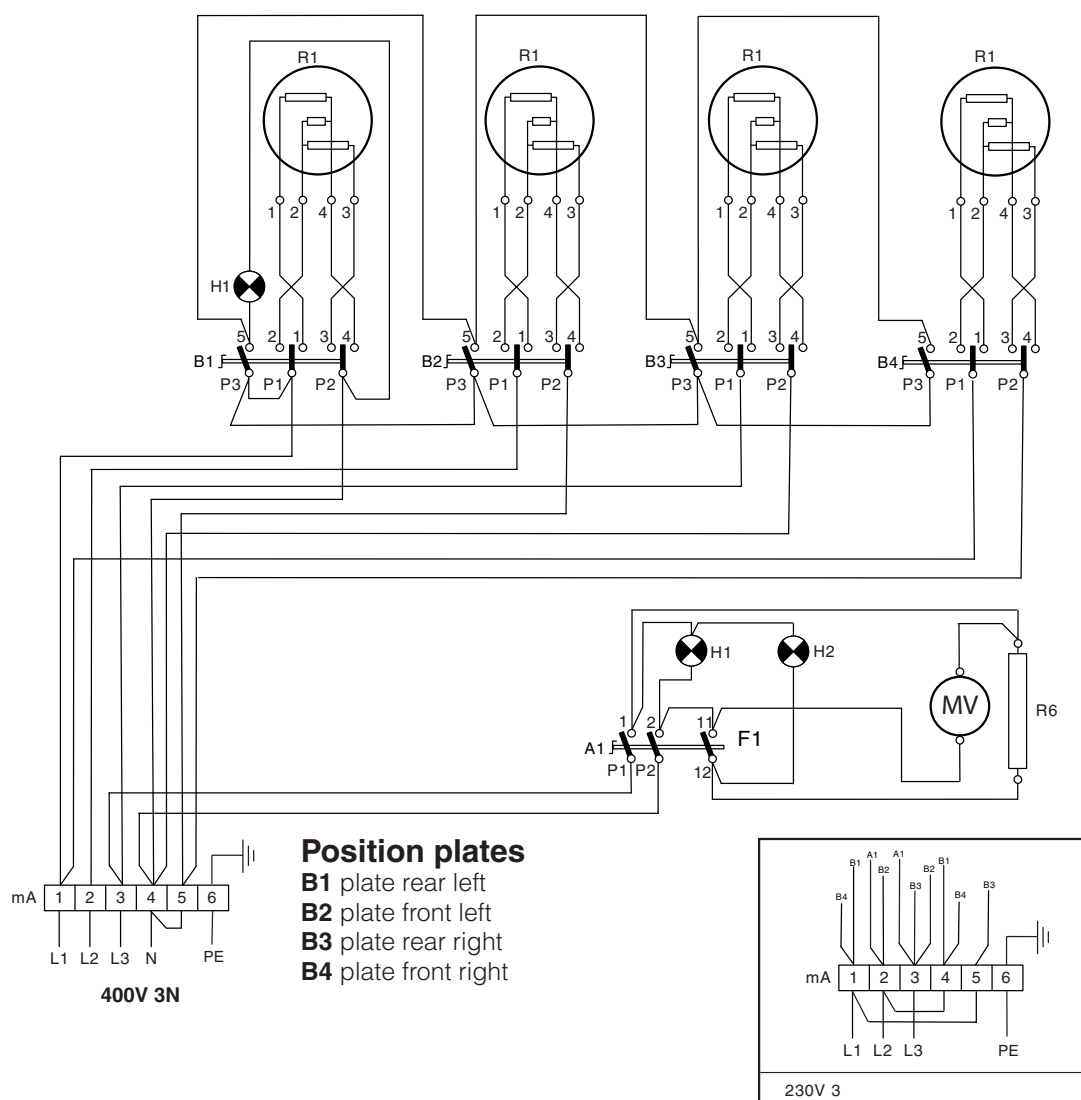 R1 R1 R1 R1
1 2 4 3 1 2 4 3 1 2 4 3 1 2 4 3
H1
5 2 1 3 4 5 2 1 3 4 5 2 1 3 4 5 2 1 3 4
B1 B2 B3 B4
P3 P1 P2 P3 P1 P2 P3 P1 P2 P3 P1 P2
H1 H2
MV R6
1 2 11 F1
A1
P1 P2 12
Position plates
B1 plate rear left
B2 plate front left
B3 plate rear right
B4 plate front right
mA 1 2 3 4 5 6
L1 L2 L3 N PE
400V 3N
B4 B1 A1 B2 A1 B3 B2 B1 B4 B3
mA 1 2 3 4 5 6
L1 L2 L3 PE
230V 3